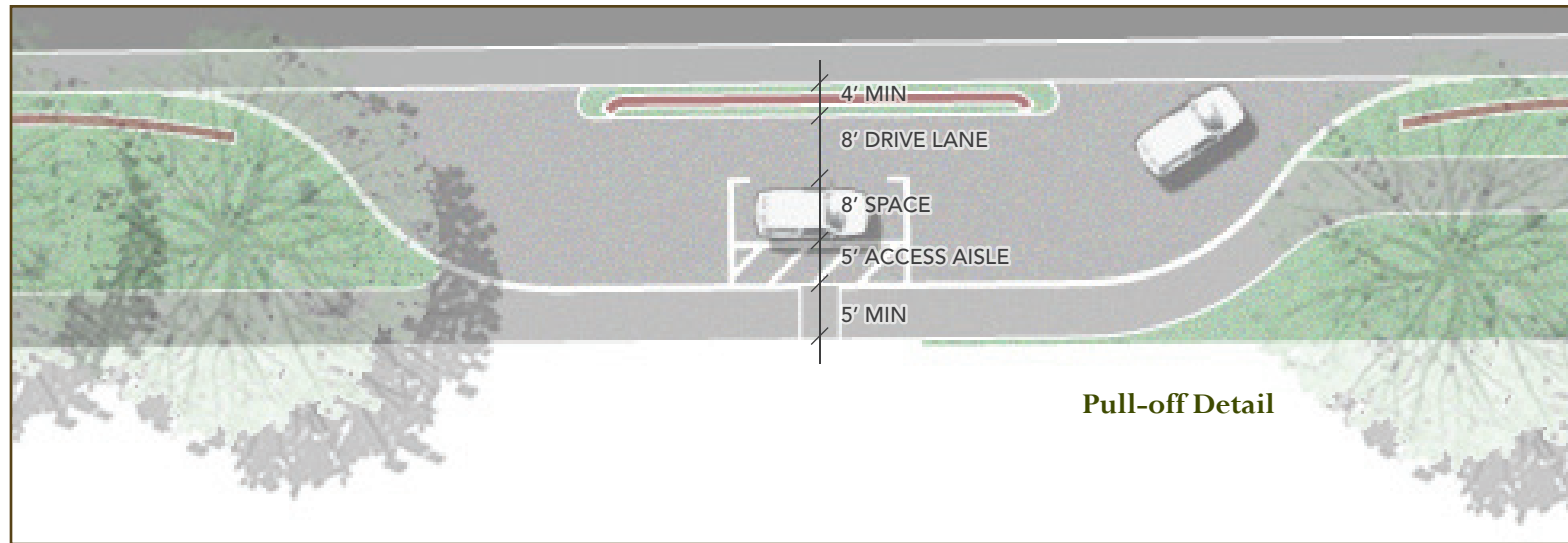 4’ MIN
8’ DRIVE LANE
8’ SPACE
5’ ACCESS AISLE
5’ MIN
Pull-off Detail